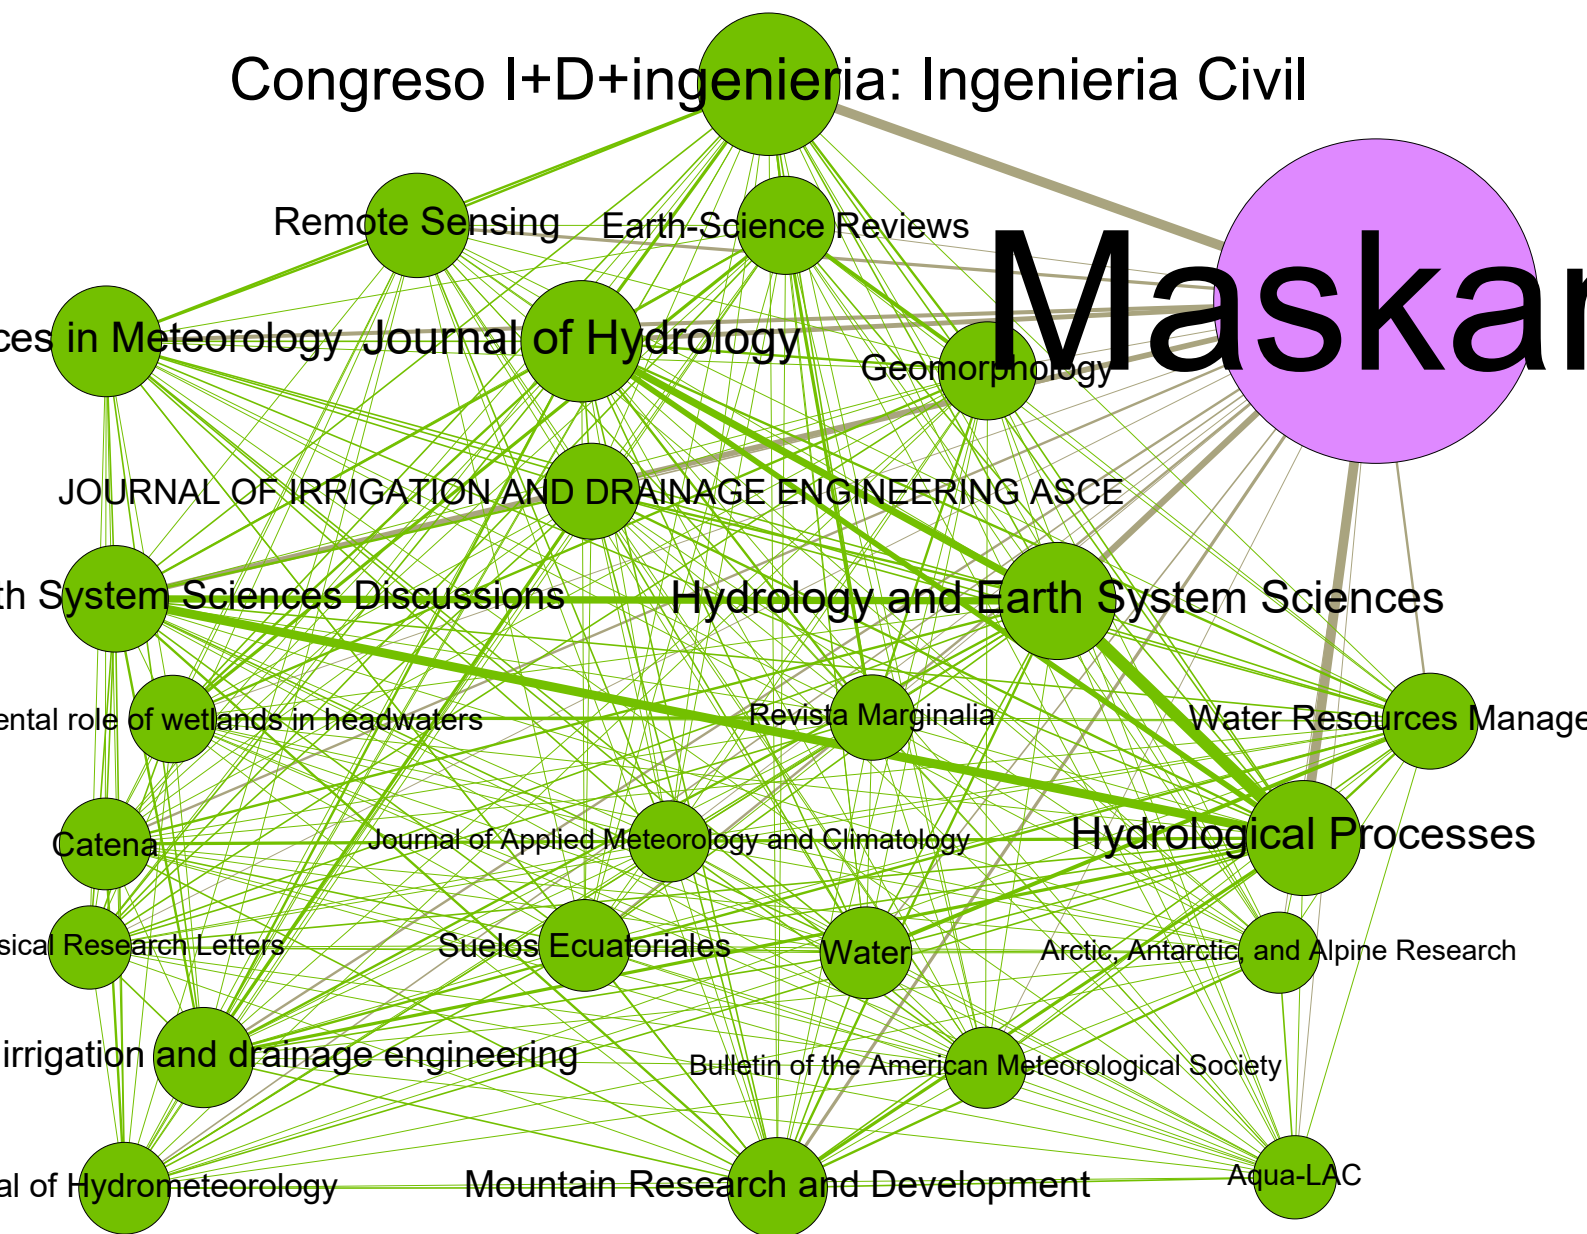 Congreso I+D+ingenieria: Ingenieria Civil
Remote Sensing
Earth-Science Reviews
Maskar
ces in Meteorology
Journal of Hydrology
Geomorphology
JOURNAL OF IRRIGATION AND DRAINAGE ENGINEERING ASCE
th System Sciences Discussions
Hydrology and Earth System Sciences
ental role of wetlands in headwaters
Revista Marginalia
Water Resources Manage
Catena
Journal of Applied Meteorology and Climatology
Hydrological Processes
sical Research Letters
Suelos Ecuatoriales
Water
Arctic, Antarctic, and Alpine Research
irrigation and drainage engineering
Bulletin of the American Meteorological Society
al of Hydrometeorology
Mountain Research and Development
Aqua-LAC